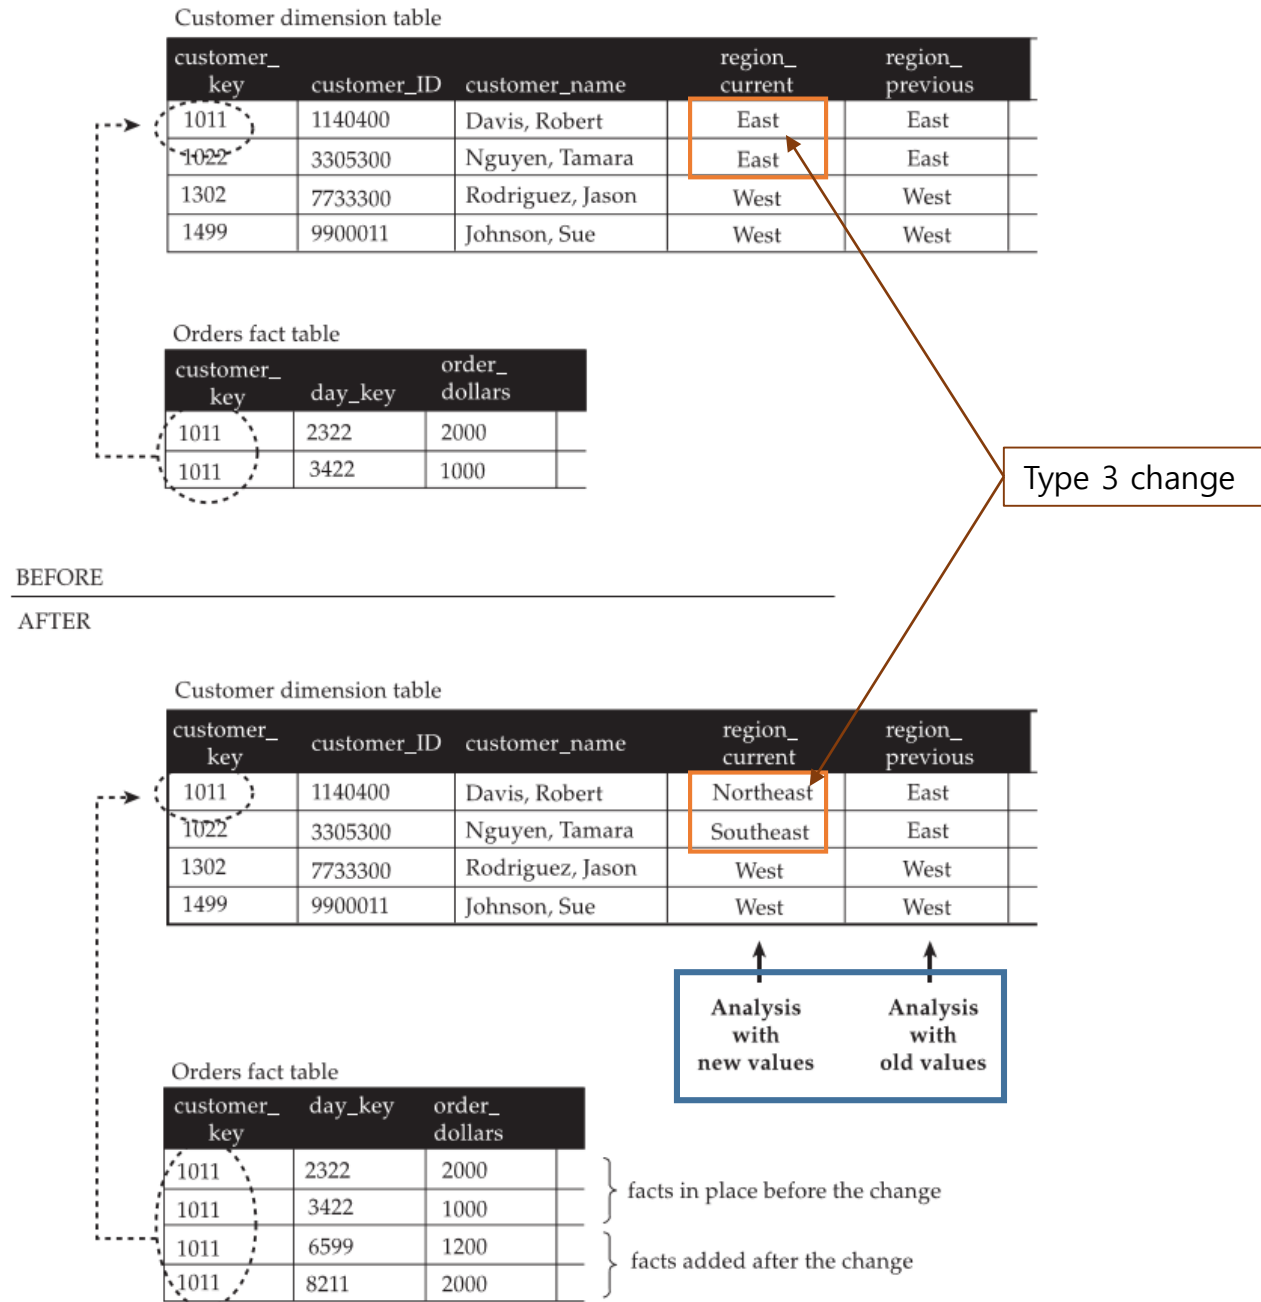 Customer dimension table
customer_ region_ region_
key customer_ID customer_name current previous
1011 1140400 Davis, Robert East East
1022 3305300 Nguyen, Tamara East East
1302 7733300 Rodriguez, Jason West West
1499 9900011 Johnson, Sue West West
Orders fact table
customer_ order_
key day_key dollars
1011 2322 2000
1011 3422 1000
Type 3 change
BEFORE
AFTER
Customer dimension table
customer_ region_ region_
key customer_ID customer_name current previous
1011 1140400 Davis, Robert Northeast East
1022 3305300 Nguyen, Tamara Southeast East
1302 7733300 Rodriguez, Jason West West
1499 9900011 Johnson, Sue West West
Analysis Analysis
with with
new values old values
Orders fact table
customer_ day_key order_
key dollars
1011 2322 2000
1011 3422 1000
facts in place before the change
1011 6599 1200
1011 8211 2000
facts added after the change